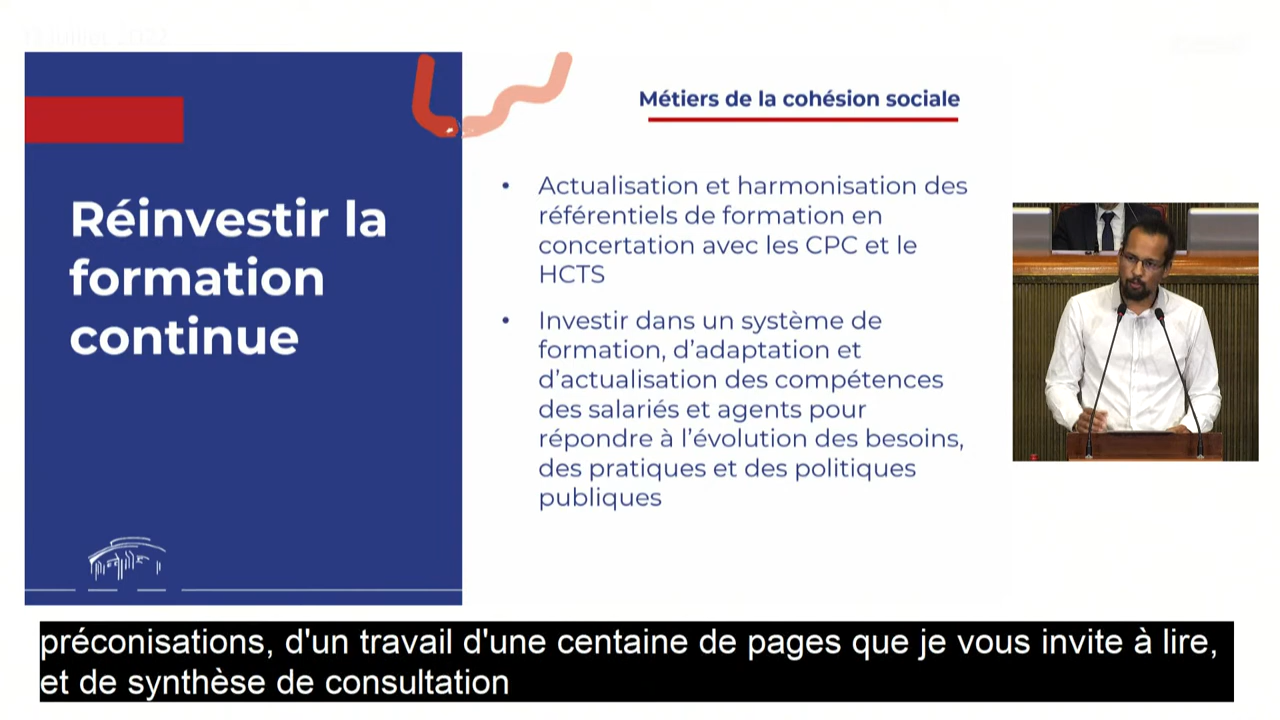 Métiers de la cohésion sociale
Réinvestir la
formation
continue
• Actualisation et harmonisation des
référentiels de formation en
concertation avec les CPC et le
HCTS
• Investir dans un système de
formation, d’adaptation et
d’actualisation des compétences
des salariés et agents pour
répondre à l’évolution des besoins,
des pratiques et des politiques
publiques
préconisations, d'un travail d'une centaine de pages que je vous invite à lire,
et de synthèse de consultation